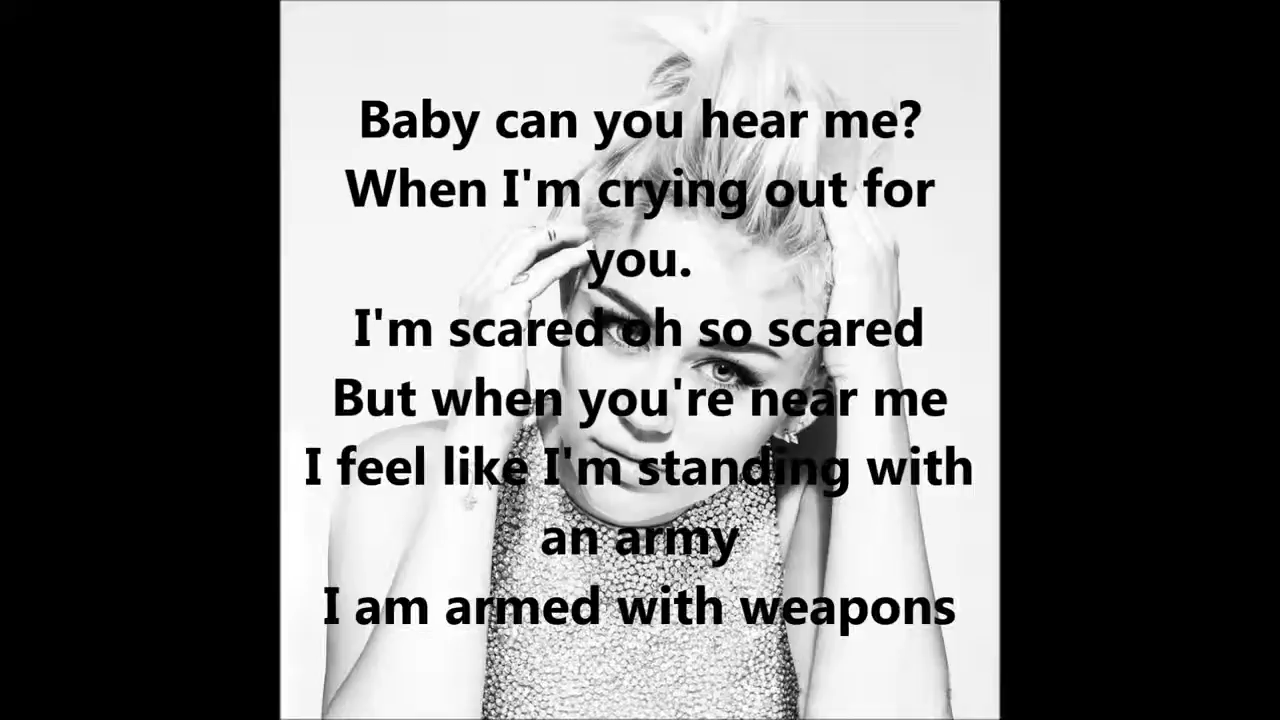 Baby can you hear me?
When I'm crying out for
you.
I'm scared oh so scared
But when you're near me
I feel like I'm standing with
an army
I am armed with weapons